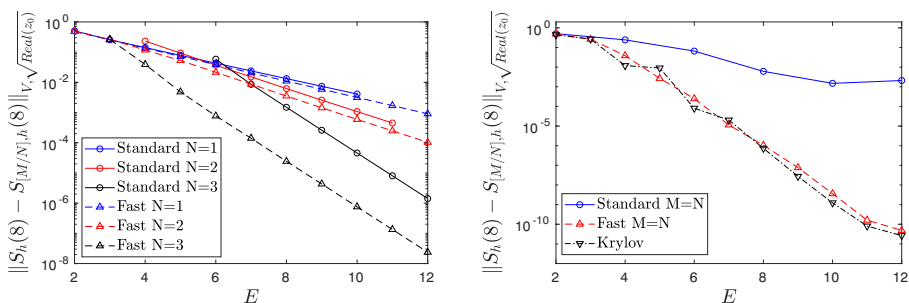 ||S_h(8) − S_{[M/N],h}(8)||_{V,√Real(z_0)}
10^0
10^-2
10^-4
10^-6
10^-8
Standard N=1
Standard N=2
Standard N=3
Fast N=1
Fast N=2
Fast N=3
2 4 6 8 10 12
E
||S_h(8) − S_{[M/N],h}(8)||_{V,√Real(z_0)}
10^0
10^-5
10^-10
Standard M=N
Fast M=N
Krylov
2 4 6 8 10 12
E